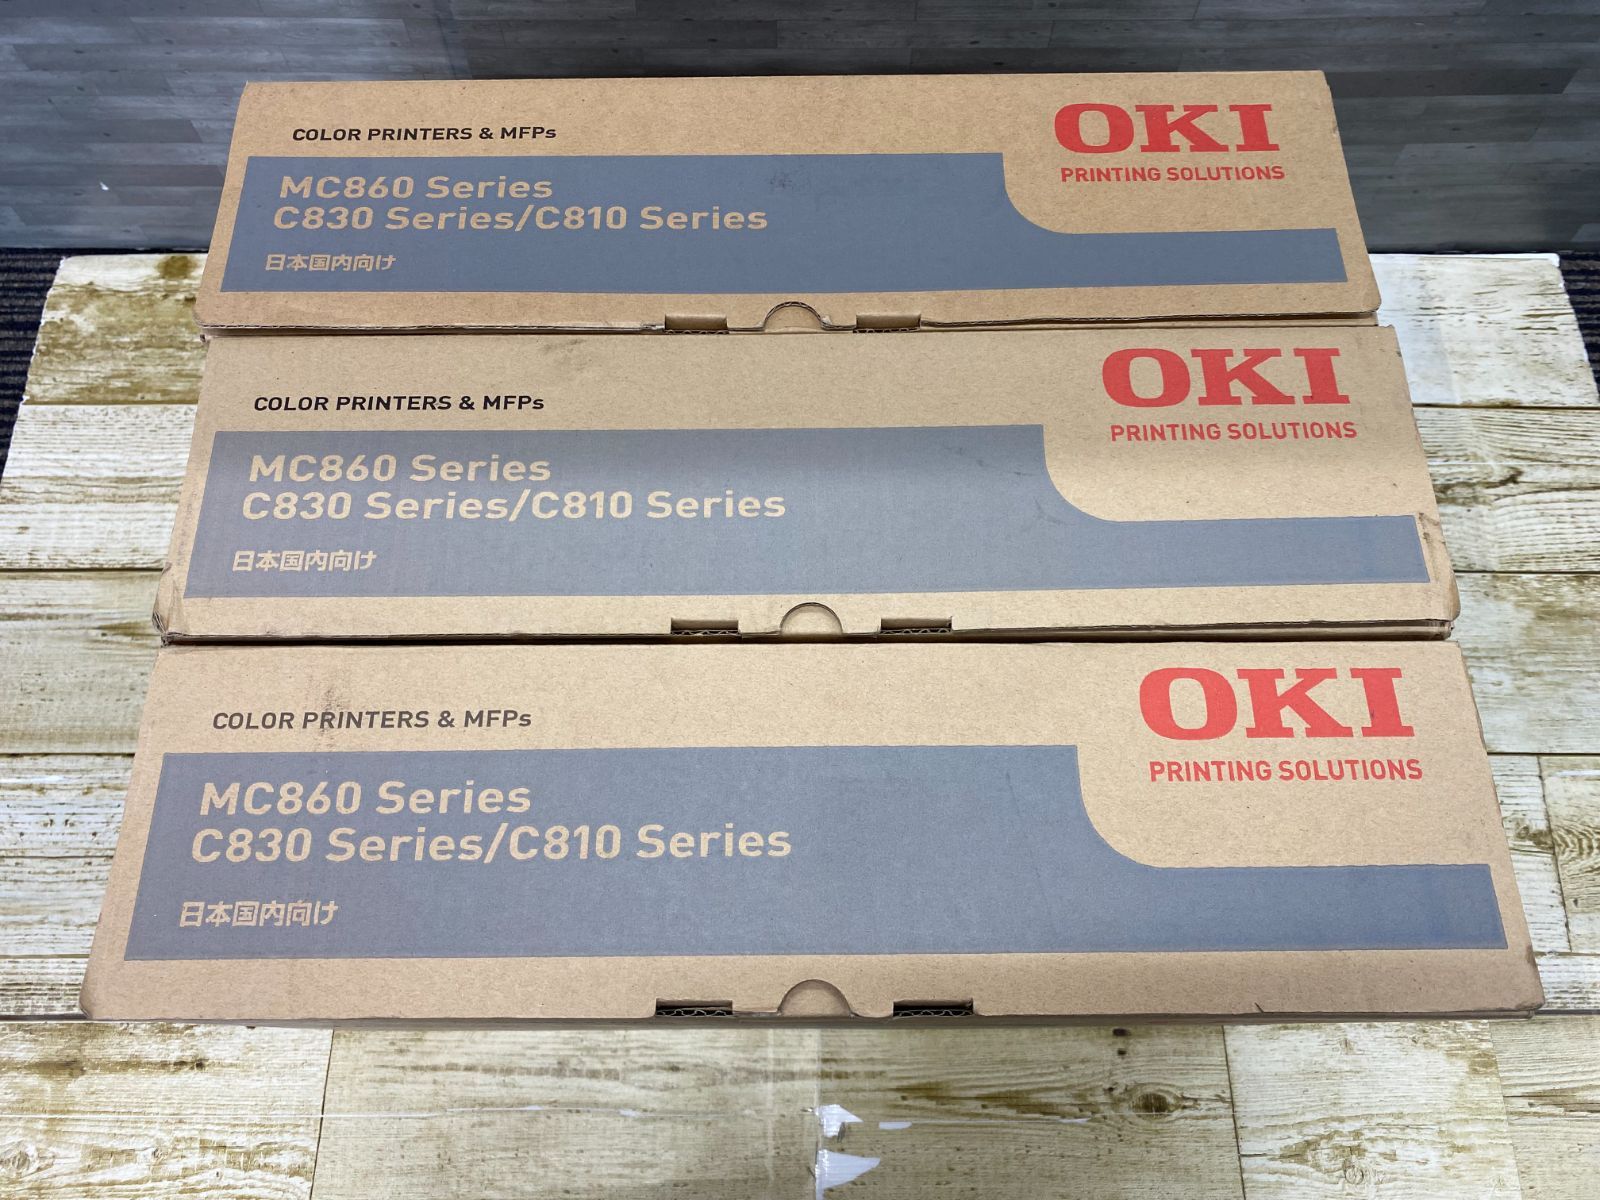 COLOR PRINTERS & MFPs
OKI
PRINTING SOLUTIONS
MC860 Series
C830 Series/C810 Series
日本国内向け
COLOR PRINTERS & MFPs
OKI
PRINTING SOLUTIONS
MC860 Series
C830 Series/C810 Series
日本国内向け
COLOR PRINTERS & MFPs
OKI
PRINTING SOLUTIONS
MC860 Series
C830 Series/C810 Series
日本国内向け